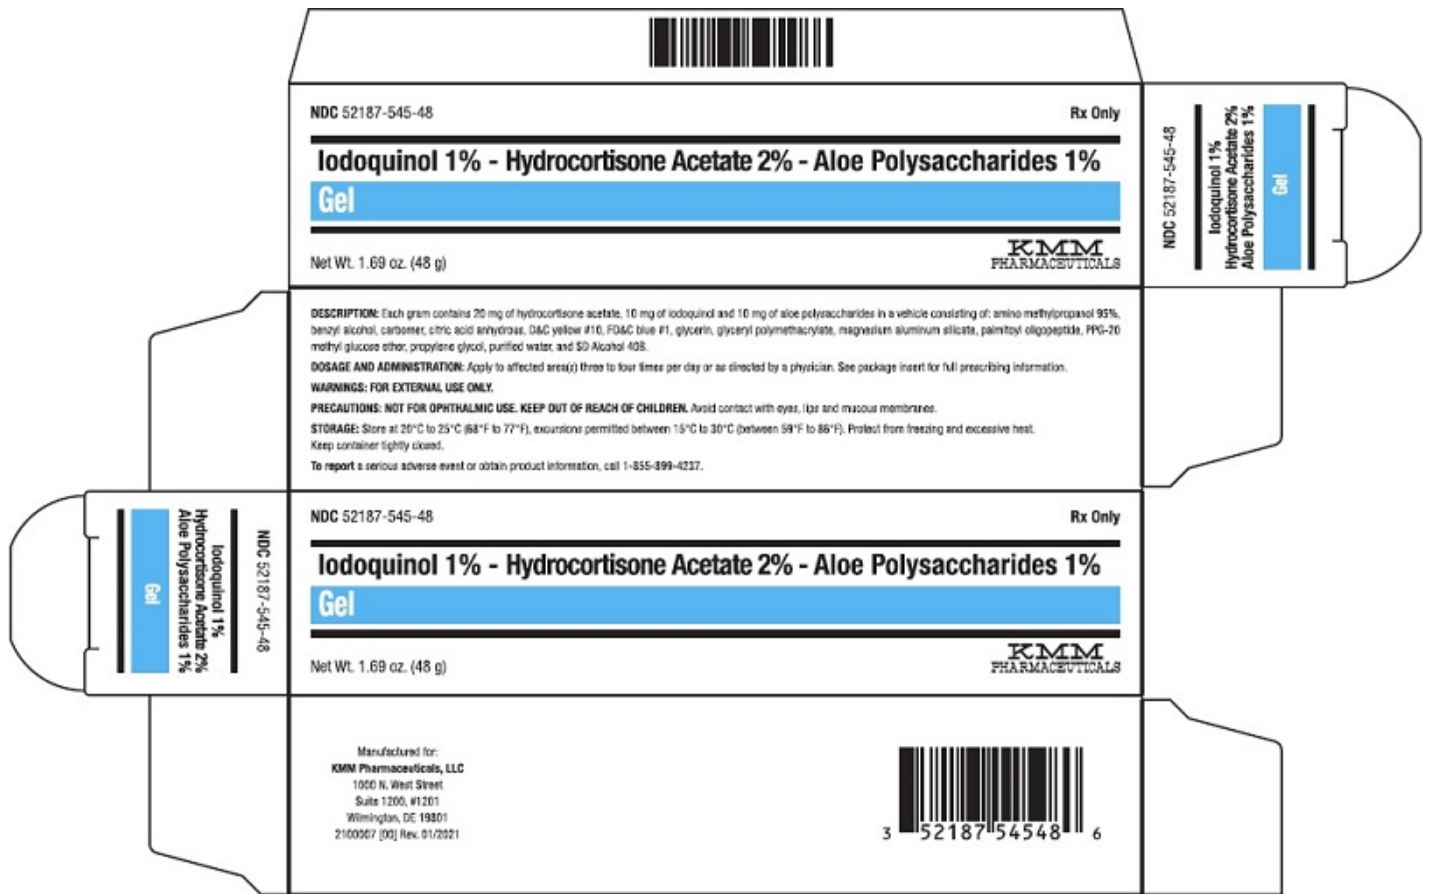 NDC 52187-545-48
Rx Only
Iodoquinol 1% - Hydrocortisone Acetate 2% - Aloe Polysaccharides 1%
Gel
Net Wt. 1.69 oz. (48 g)
KMM
PHARMACEUTICALS
NDC 52187-545-48
Iodoquinol 1%
Hydrocortisone Acetate 2%
Aloe Polysaccharides 1%
Gel
DESCRIPTION: Each gram contains 20 mg of hydrocortisone acetate, 10 mg of iodoquinol and 10 mg of aloe polysaccharides in a vehicle consisting of: amino methylpropanol 95%,
benzyl alcohol, carbomer, citric acid anhydrous, D&C yellow #10, FD&C blue #1, glycerin, glyceryl polymethacrylate, magnesium aluminum silicate, palmitoyl oligopeptide, PPG-20
methyl glucose ether, propylene glycol, purified water, and SD Alcohol 40B.
DOSAGE AND ADMINISTRATION: Apply to affected area(s) three to four times per day or as directed by a physician. See package insert for full prescribing information.
WARNINGS: FOR EXTERNAL USE ONLY.
PRECAUTIONS: NOT FOR OPHTHALMIC USE. KEEP OUT OF REACH OF CHILDREN. Avoid contact with eyes, lips and mucous membranes.
STORAGE: Store at 20°C to 25°C (68°F to 77°F), excursions permitted between 15°C to 30°C (between 59°F to 86°F). Protect from freezing and excessive heat.
Keep container tightly closed.
To report a serious adverse event or obtain product information, call 1-855-899-4237.
NDC 52187-545-48
Iodoquinol 1%
Hydrocortisone Acetate 2%
Aloe Polysaccharides 1%
Gel
NDC 52187-545-48
Rx Only
Iodoquinol 1% - Hydrocortisone Acetate 2% - Aloe Polysaccharides 1%
Gel
Net Wt. 1.69 oz. (48 g)
KMM
PHARMACEUTICALS
Manufactured for:
KMM Pharmaceuticals, LLC
1000 N. West Street
Suite 1200, #1201
Wilmington, DE 19801
2100007 [00] Rev. 01/2021
3 52187 54548 6